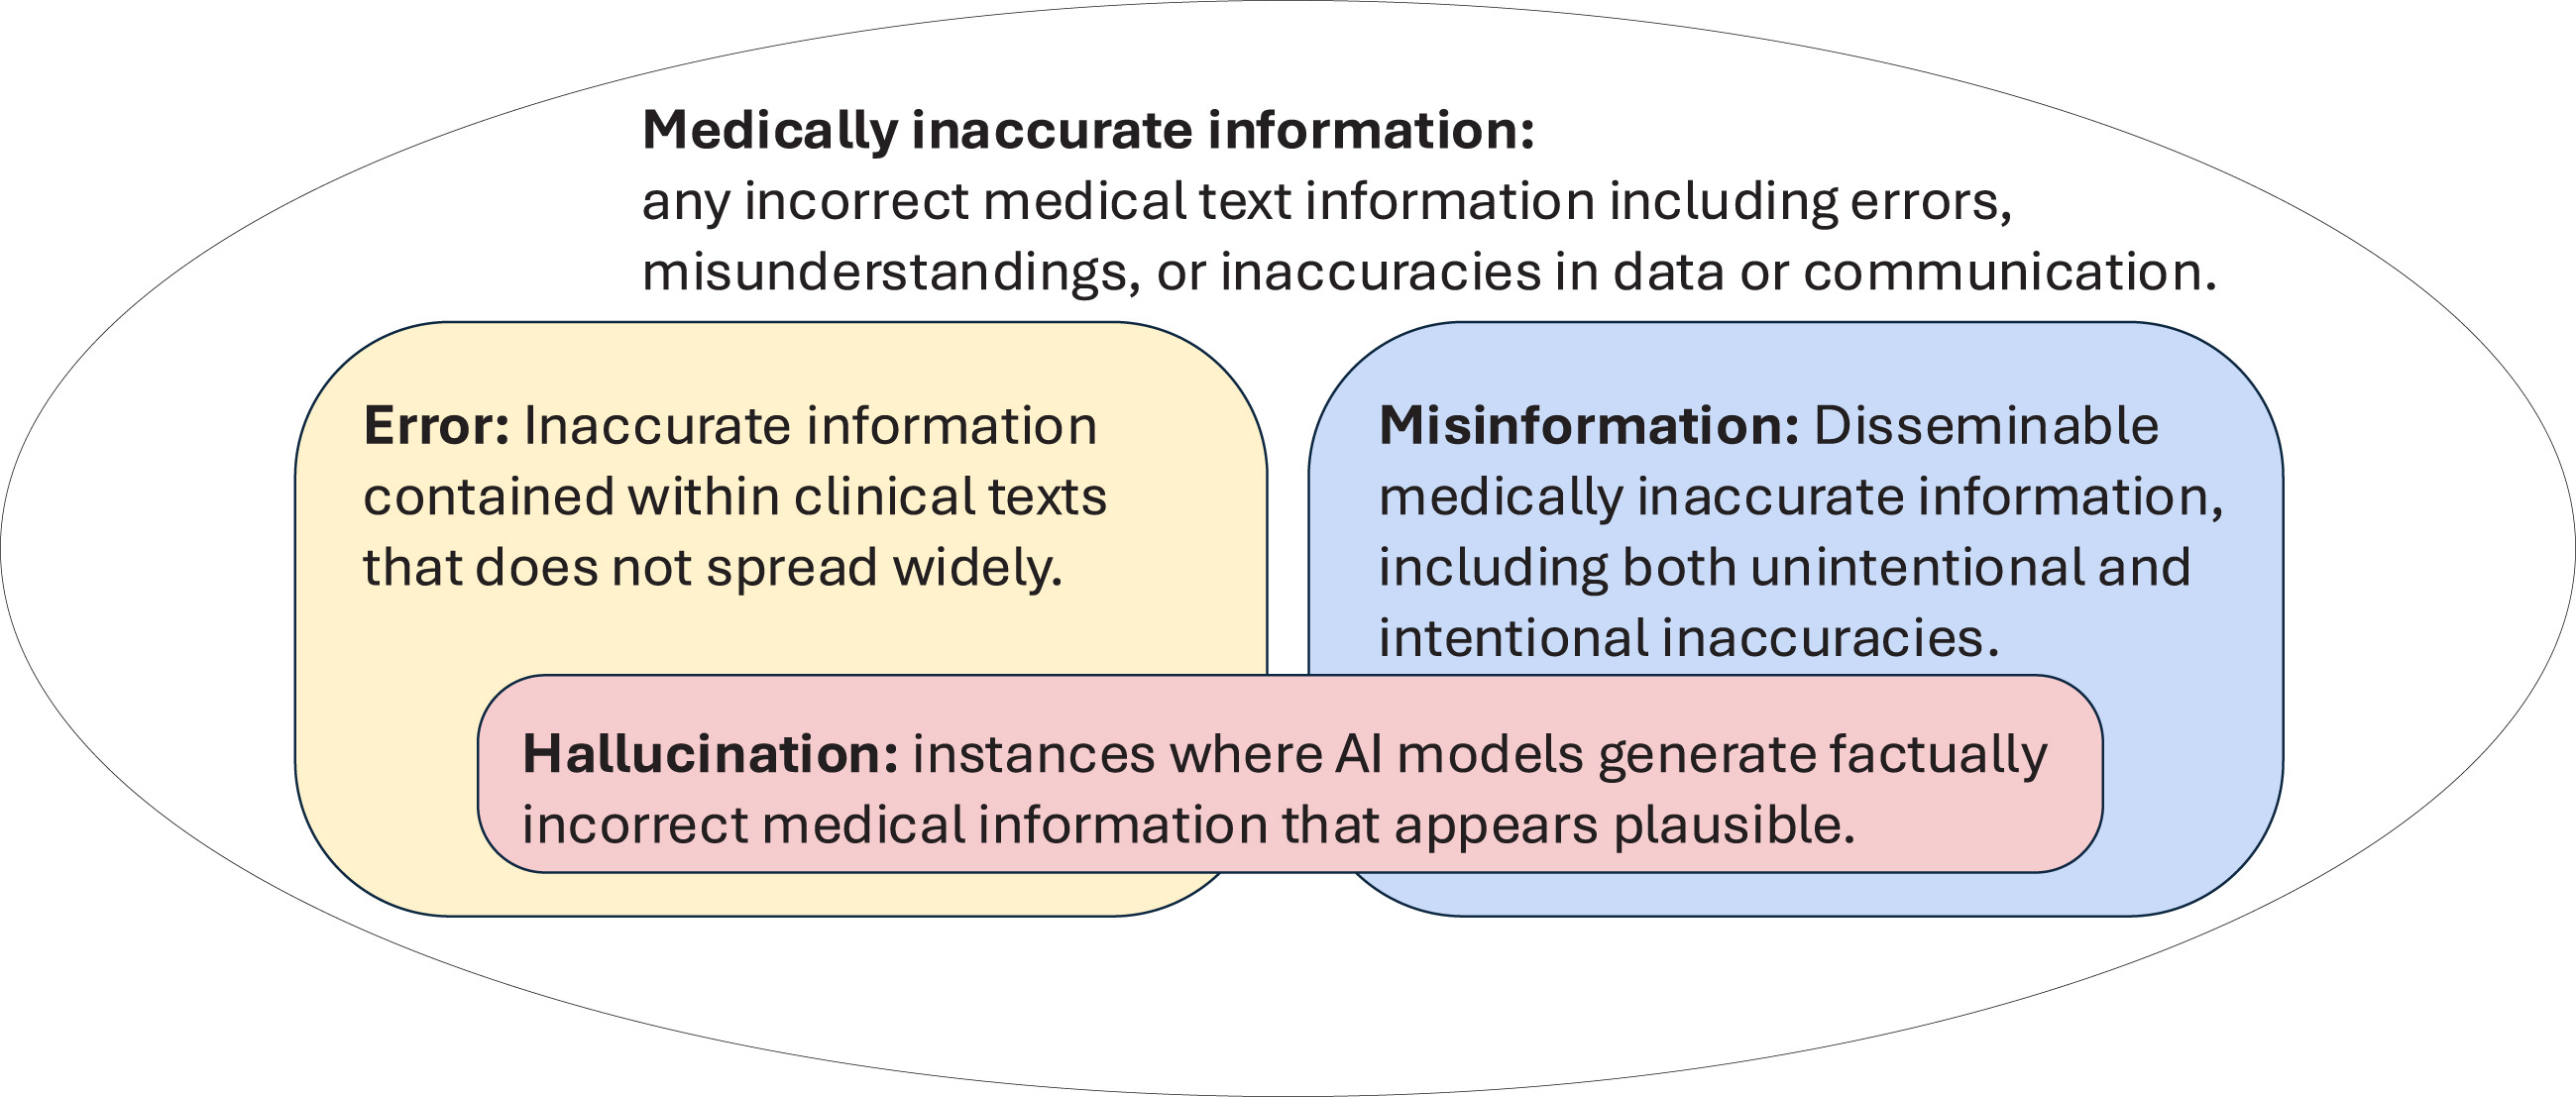 Medically inaccurate information:
any incorrect medical text information including errors,
misunderstandings, or inaccuracies in data or communication.
Error: Inaccurate information
contained within clinical texts
that does not spread widely.
Misinformation: Disseminable
medically inaccurate information,
including both unintentional and
intentional inaccuracies.
Hallucination: instances where AI models generate factually
incorrect medical information that appears plausible.